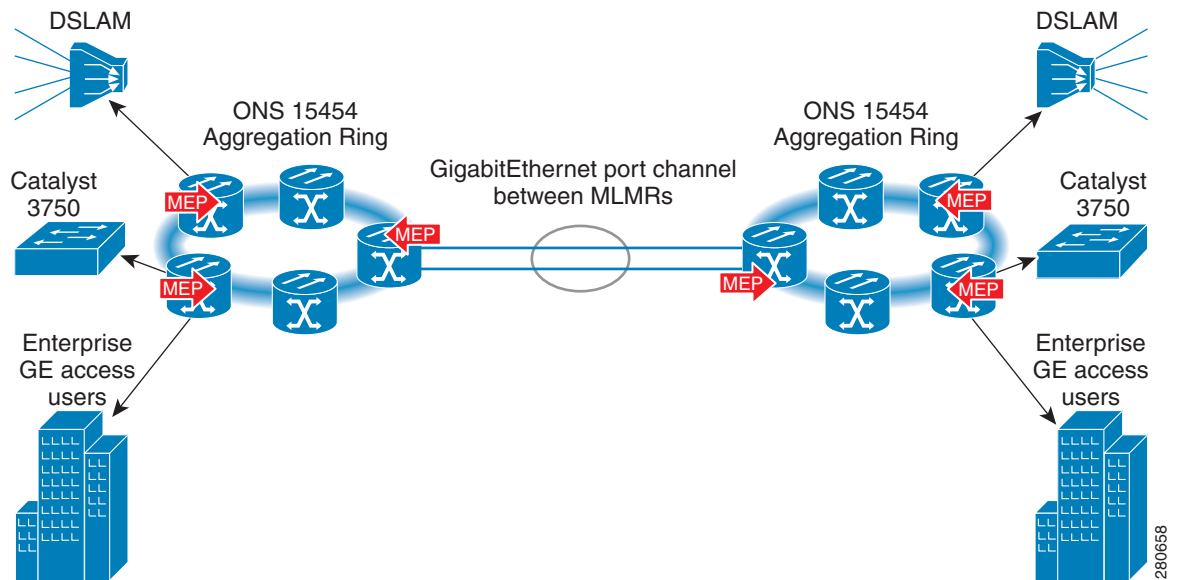 DSLAM
DSLAM
ONS 15454
Aggregation Ring
ONS 15454
Aggregation Ring
GigabitEthernet port channel
between MLMRs
Catalyst
3750
Catalyst
3750
MEP
MEP
MEP
MEP
MEP
MEP
Enterprise
GE access
users
Enterprise
GE access
users
280658